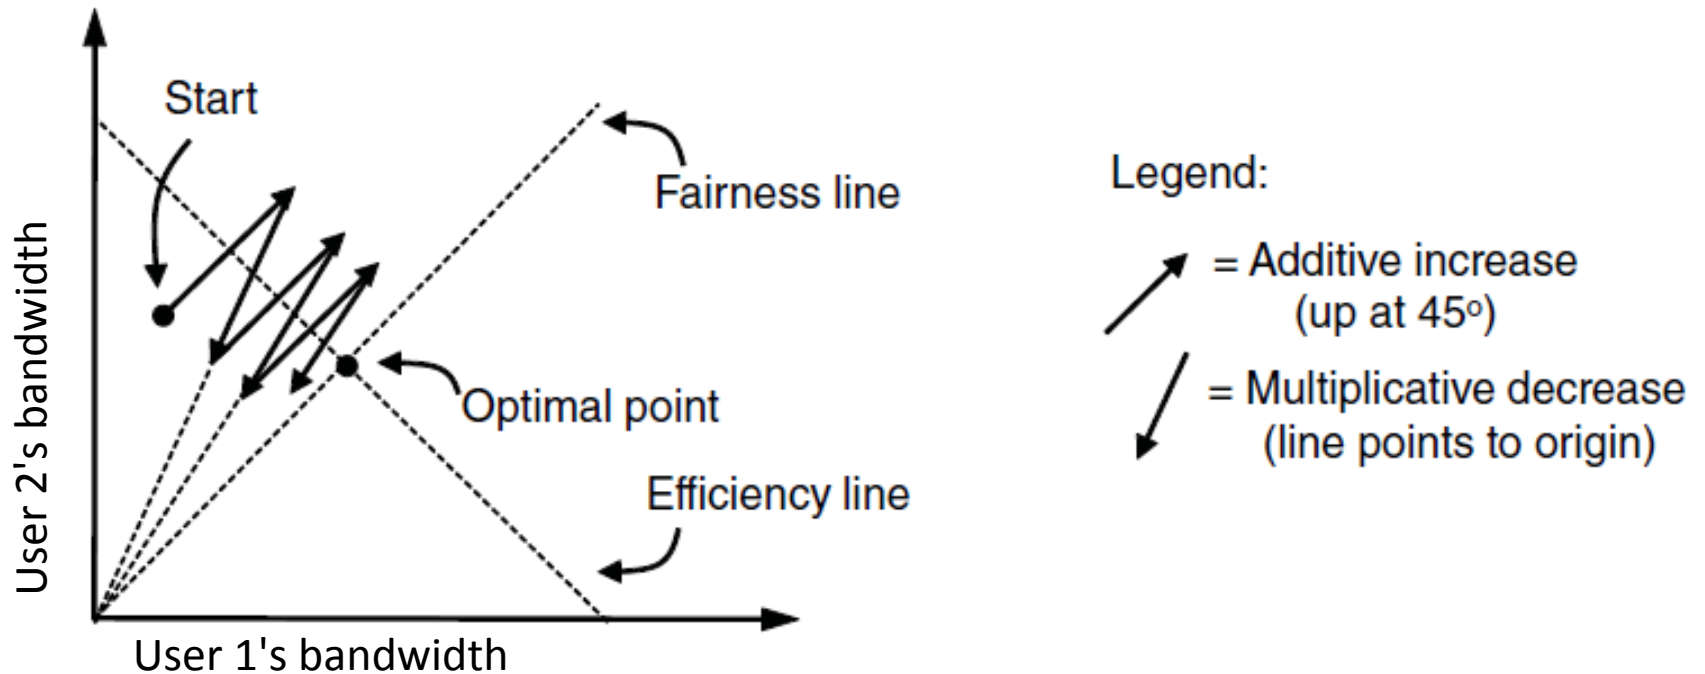 Start
Fairness line
Optimal point
Efficiency line
User 2's bandwidth
User 1's bandwidth
Legend:
= Additive increase
(up at 45º)
= Multiplicative decrease
(line points to origin)